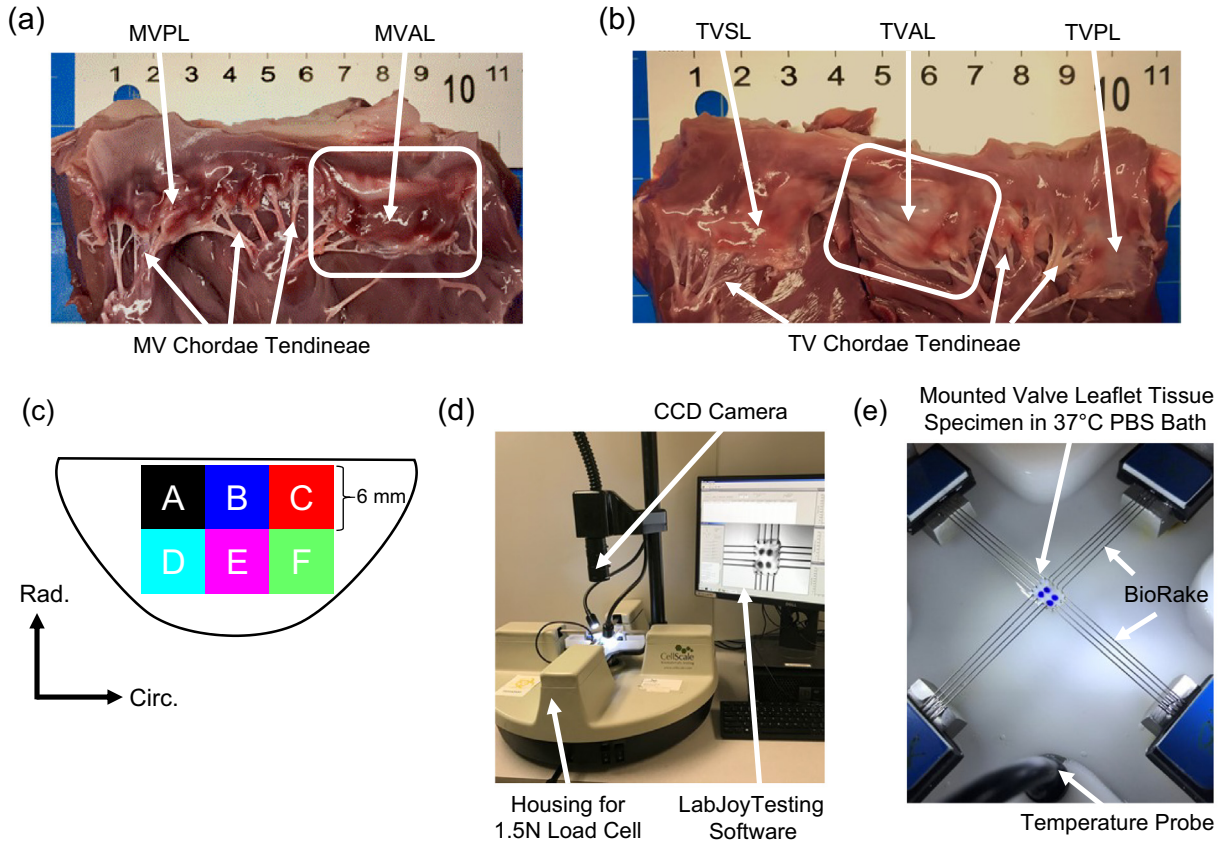 (a)
MVPL
MVAL
1 2 3 4 5 6 7 8 9 10 11
MV Chordae Tendineae
(b)
TVSL
TVAL
TVPL
1 2 3 4 5 6 7 8 9 10 11
TV Chordae Tendineae
(c)
A B C
6 mm
D E F
Rad.
Circ.
(d)
CCD Camera
CellScale
Housing for
1.5N Load Cell
LabJoyTesting
Software
(e)
Mounted Valve Leaflet Tissue
Specimen in 37°C PBS Bath
BioRake
Temperature Probe